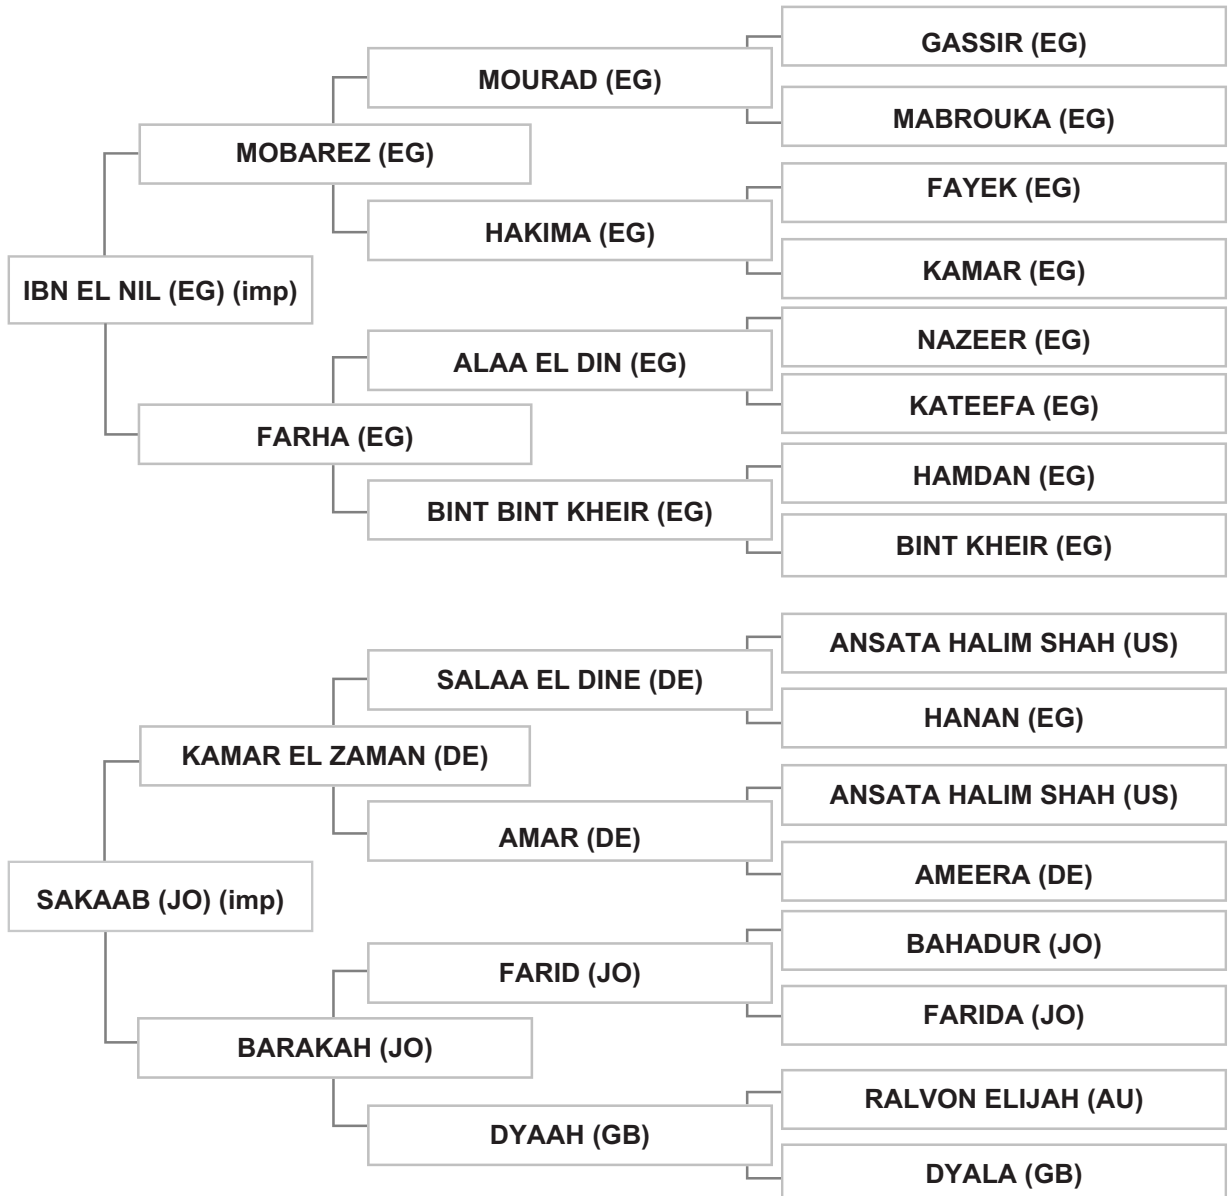 GASSIR (EG)
MOURAD (EG)
MABROUKA (EG)
MOBAREZ (EG)
FAYEK (EG)
HAKIMA (EG)
KAMAR (EG)
IBN EL NIL (EG) (imp)
NAZEER (EG)
ALAA EL DIN (EG)
KATEEFA (EG)
FARHA (EG)
HAMDAN (EG)
BINT BINT KHEIR (EG)
BINT KHEIR (EG)
ANSATA HALIM SHAH (US)
SALAA EL DINE (DE)
HANAN (EG)
KAMAR EL ZAMAN (DE)
ANSATA HALIM SHAH (US)
AMAR (DE)
AMEERA (DE)
SAKAAB (JO) (imp)
BAHADUR (JO)
FARID (JO)
FARIDA (JO)
BARAKAH (JO)
RALVON ELIJAH (AU)
DYAAH (GB)
DYALA (GB)